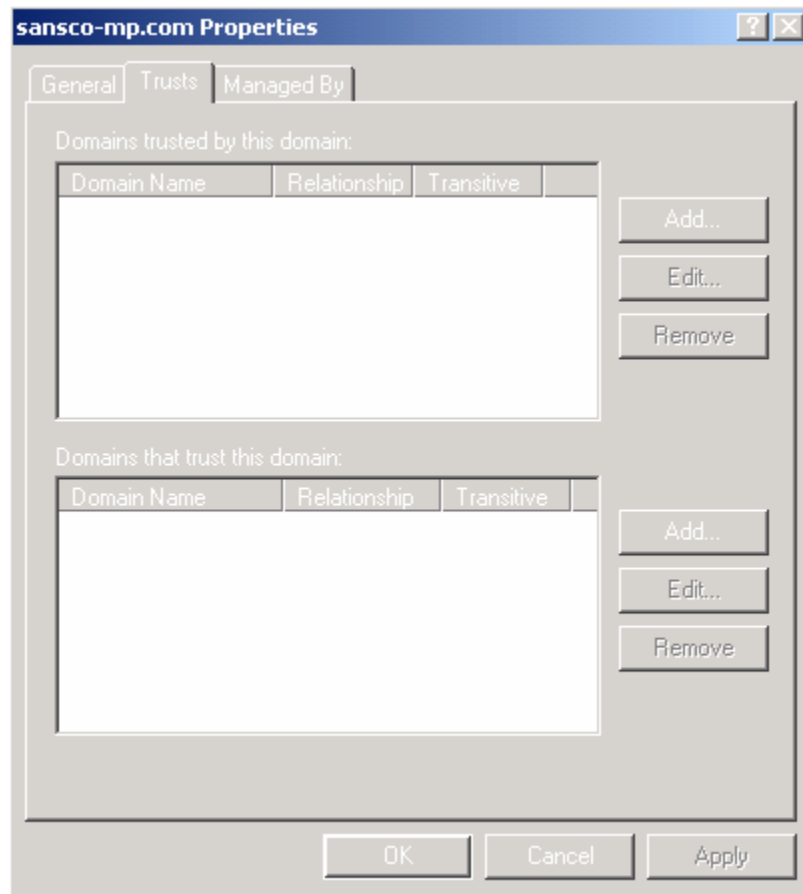 sansco-mp.com Properties
General Trusts Managed By
Domains trusted by this domain:
Domain Name Relationship Transitive
Add...
Edit...
Remove
Domains that trust this domain:
Domain Name Relationship Transitive
Add...
Edit...
Remove
OK Cancel Apply